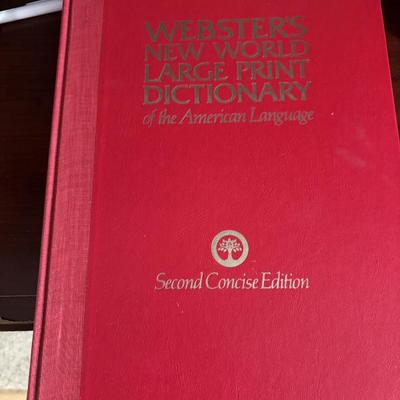 WEBSTER'S
NEW WORLD
LARGE PRINT
DICTIONARY
of the American Language
Second Concise Edition